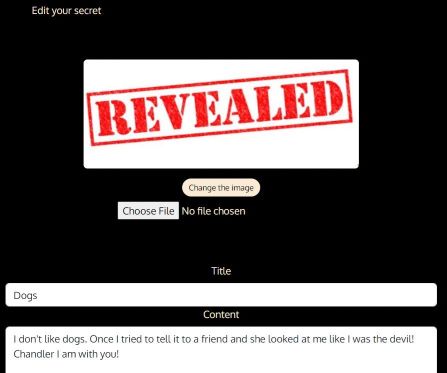 Edit your secret
REVEALED
Change the image
Choose File No file chosen
Title
Dogs
Content
I don't like dogs. Once I tried to tell it to a friend and she looked at me like I was the devil!
Chandler I am with you!